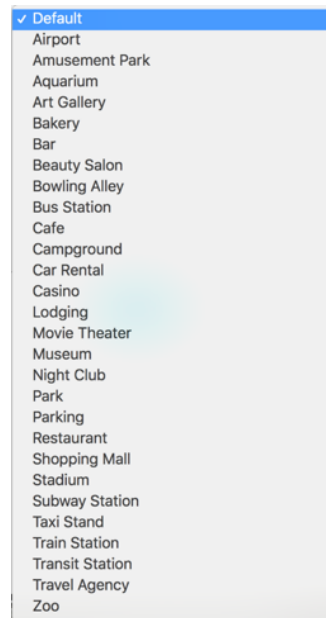 ✓ Default
Airport
Amusement Park
Aquarium
Art Gallery
Bakery
Bar
Beauty Salon
Bowling Alley
Bus Station
Cafe
Campground
Car Rental
Casino
Lodging
Movie Theater
Museum
Night Club
Park
Parking
Restaurant
Shopping Mall
Stadium
Subway Station
Taxi Stand
Train Station
Transit Station
Travel Agency
Zoo